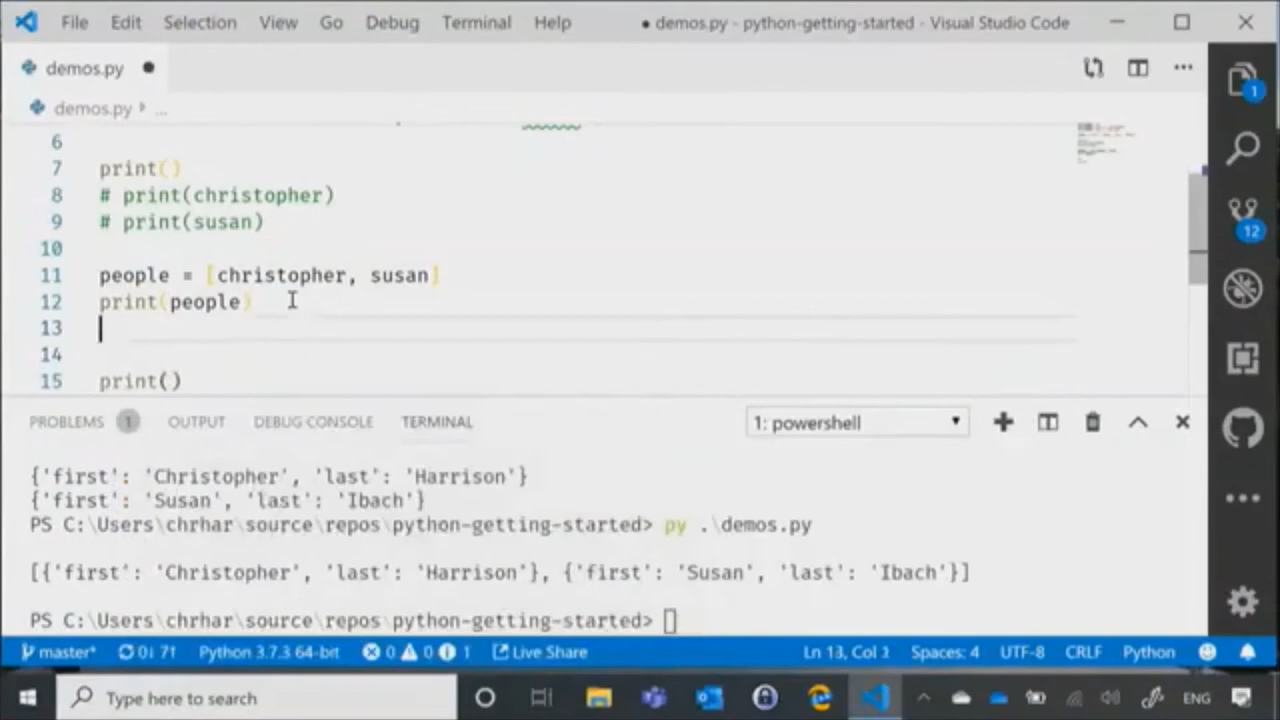 File Edit Selection View Go Debug Terminal Help ● demos.py - python-getting-started - Visual Studio Code
demos.py ●
demos.py › ...
6
7 print()
8 # print(christopher)
9 # print(susan)
10
11 people = [christopher, susan]
12 print(people)
13
14
15 print()
1
12
PROBLEMS 1 OUTPUT DEBUG CONSOLE TERMINAL 1: powershell
{'first': 'Christopher', 'last': 'Harrison'}
{'first': 'Susan', 'last': 'Ibach'}
PS C:\Users\chrhar\source\repos\python-getting-started> py .\demos.py
[{'first': 'Christopher', 'last': 'Harrison'}, {'first': 'Susan', 'last': 'Ibach'}]
PS C:\Users\chrhar\source\repos\python-getting-started>
master* 0↓ 7↑ Python 3.7.3 64-bit 0 0 1 Live Share Ln 13, Col 1 Spaces: 4 UTF-8 CRLF Python
Type here to search ENG